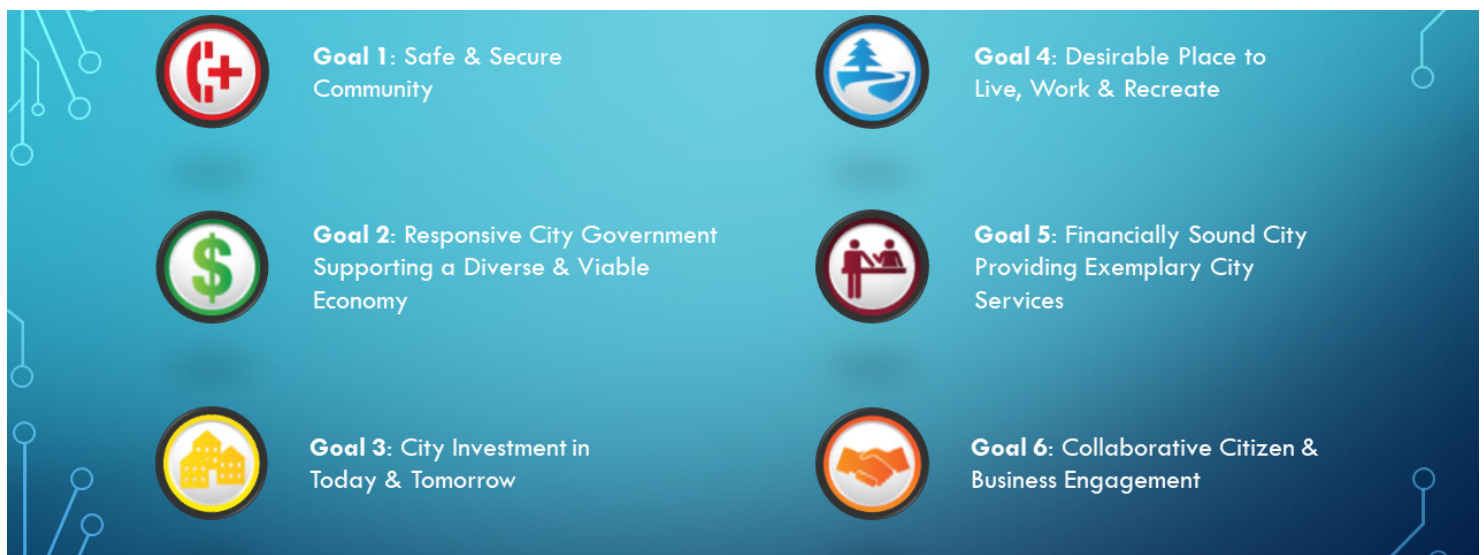 Goal 1: Safe & Secure
Community
Goal 2: Responsive City Government
Supporting a Diverse & Viable
Economy
Goal 3: City Investment in
Today & Tomorrow
Goal 4: Desirable Place to
Live, Work & Recreate
Goal 5: Financially Sound City
Providing Exemplary City
Services
Goal 6: Collaborative Citizen &
Business Engagement